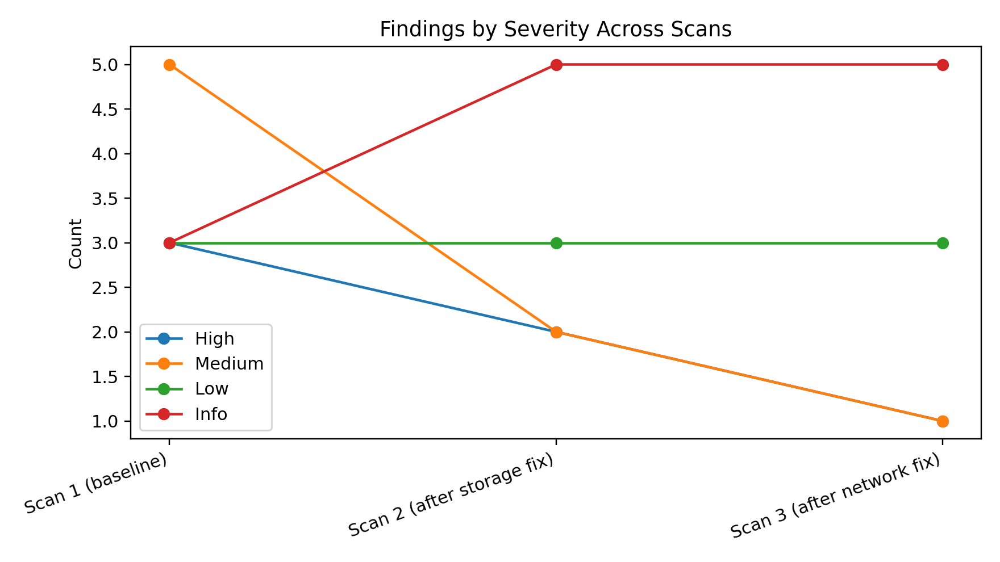 Findings by Severity Across Scans
5.0
4.5
4.0
3.5
3.0
2.5
2.0
1.5
1.0
Count
High
Medium
Low
Info
Scan 1 (baseline)
Scan 2 (after storage fix)
Scan 3 (after network fix)